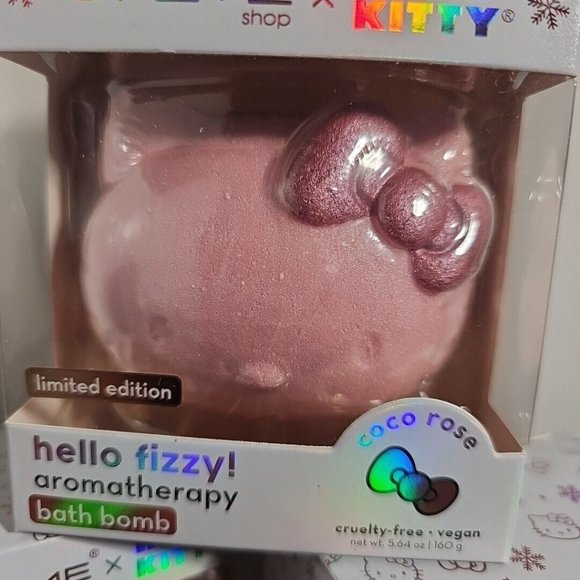 shop × KITTY®
limited edition
coco rose
hello fizzy!
aromatherapy
bath bomb
cruelty-free • vegan
net wt. 5.64 oz | 160 g
® × KITTY